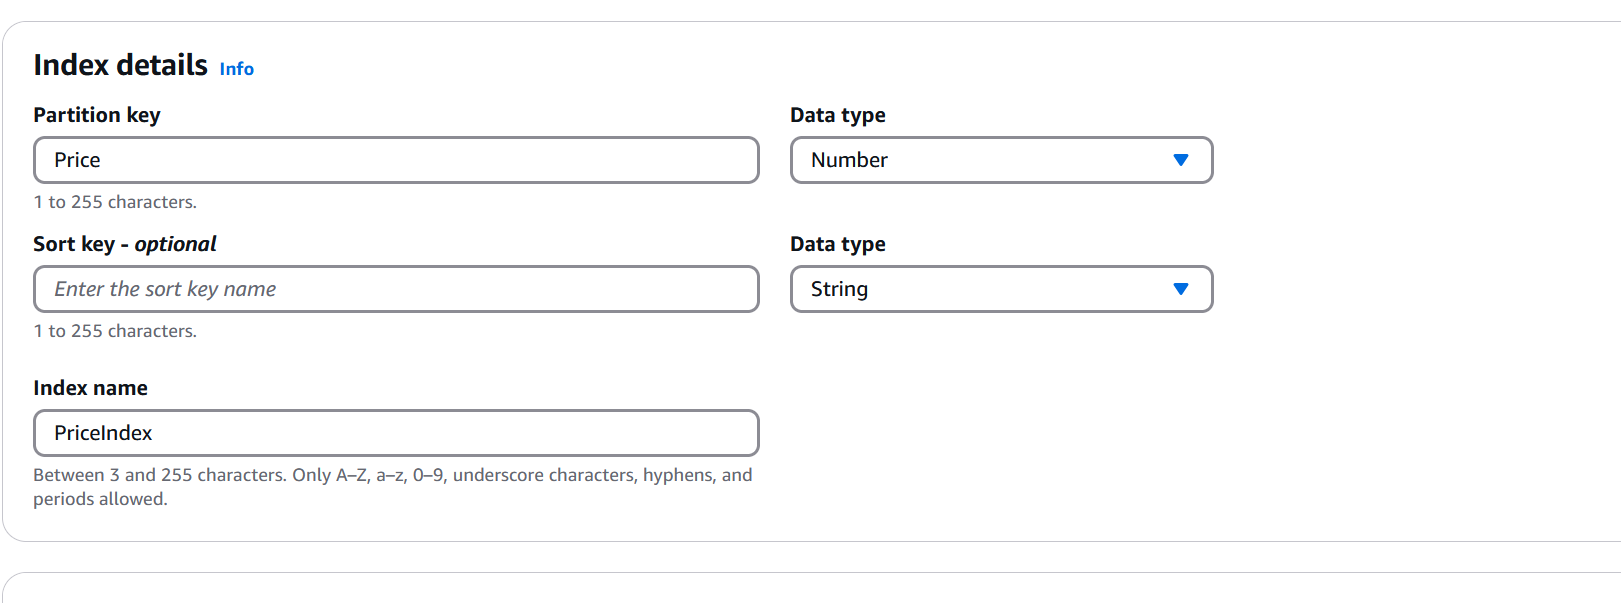 Index details Info
Partition key
Data type
Price
Number
1 to 255 characters.
Sort key - optional
Data type
Enter the sort key name
String
1 to 255 characters.
Index name
PriceIndex
Between 3 and 255 characters. Only A–Z, a–z, 0–9, underscore characters, hyphens, and
periods allowed.